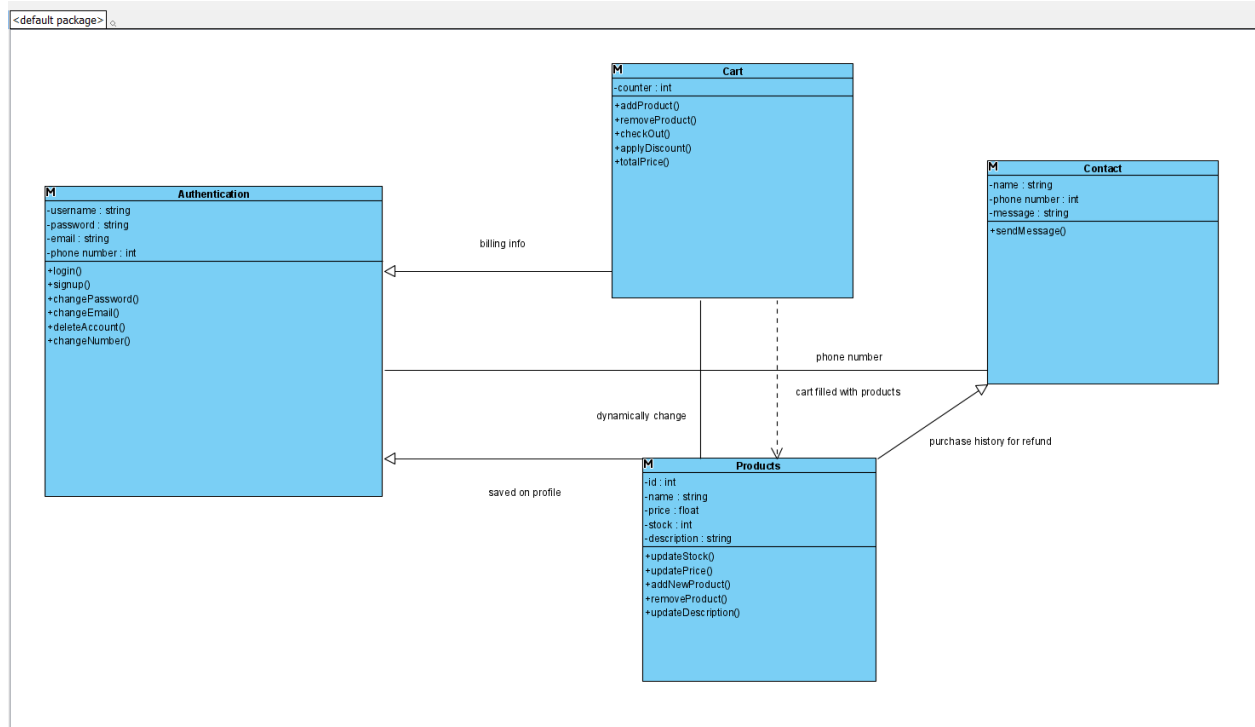 <default package>
M Cart
-counter : int
+addProduct()
+removeProduct()
+checkOut()
+applyDiscount()
+totalPrice()
M Contact
-name : string
-phone number : int
-message : string
+sendMessage()
M Authentication
-username : string
-password : string
-email : string
-phone number : int
+login()
+signup()
+changePassword()
+changeEmail()
+deleteAccount()
+changeNumber()
billing info
phone number
cart filled with products
dynamically change
purchase history for refund
saved on profile
M Products
-id : int
-name : string
-price : float
-stock : int
-description : string
+updateStock()
+updatePrice()
+addNewProduct()
+removeProduct()
+updateDescription()